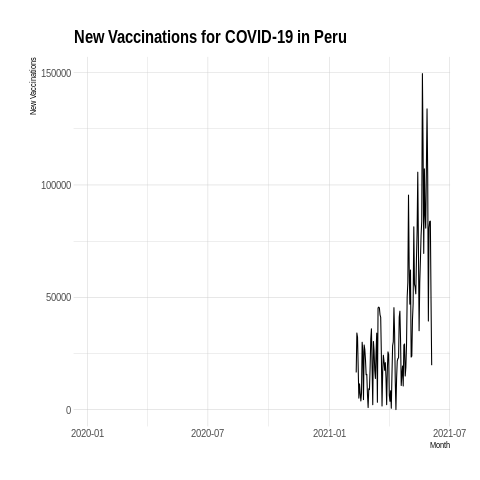 New Vaccinations for COVID-19 in Peru
New Vaccinations
150000
100000
50000
0
2020-01 2020-07 2021-01 2021-07
Month